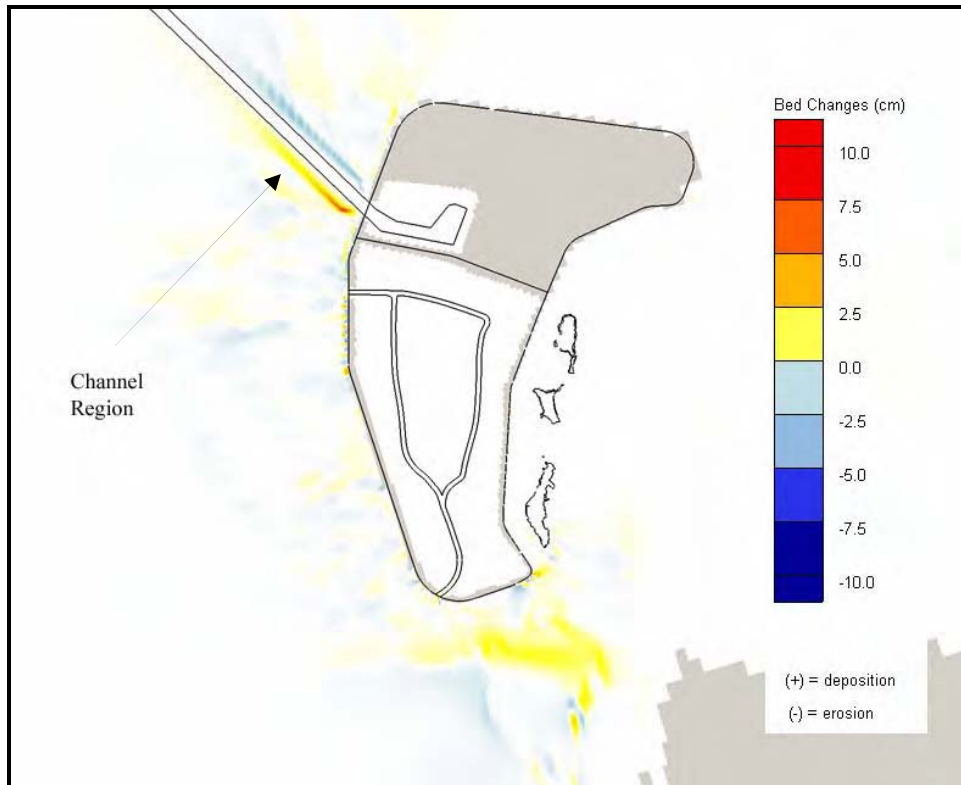 Bed Changes (cm)
10.0
7.5
5.0
2.5
0.0
-2.5
-5.0
-7.5
-10.0
Channel
Region
(+) = deposition
(-) = erosion